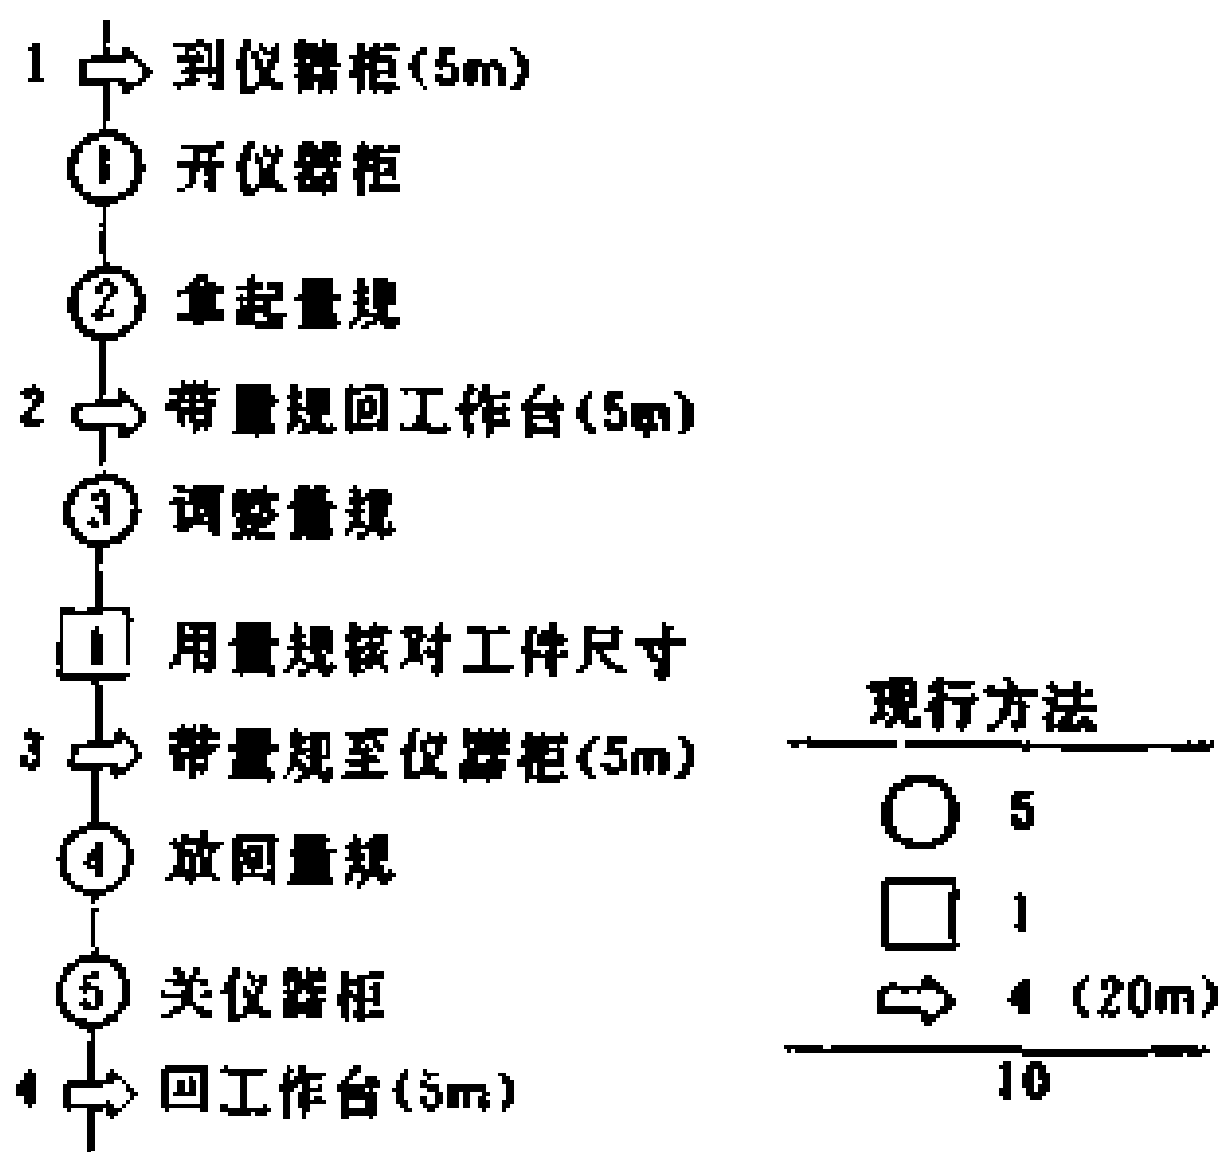 1 到仪器柜(5m)
1 开仪器柜
2 拿起量规
2 带量规回工作台(5m)
3 调整量规
1 用量规核对工件尺寸
3 带量规至仪器柜(5m)
4 放回量规
5 关仪器柜
4 回工作台(5m)
现行方法
5
1
4 (20m)
10